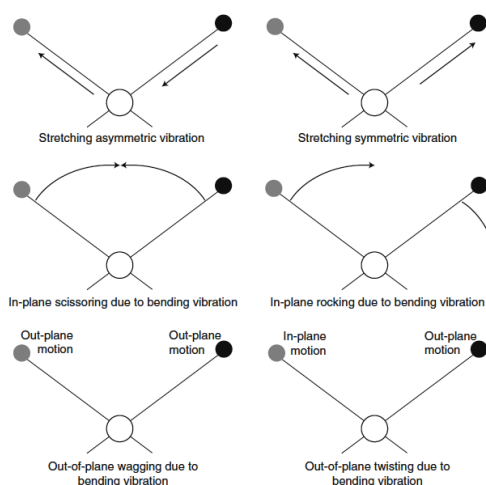 Stretching asymmetric vibration
Stretching symmetric vibration
In-plane scissoring due to bending vibration
In-plane rocking due to bending vibration
Out-plane
motion
Out-plane
motion
In-plane
motion
Out-plane
motion
Out-of-plane wagging due to
bending vibration
Out-of-plane twisting due to
bending vibration